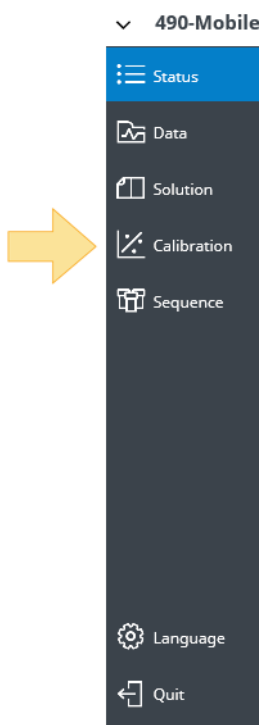 490-Mobile
Status
Data
Solution
Calibration
Sequence
Language
Quit